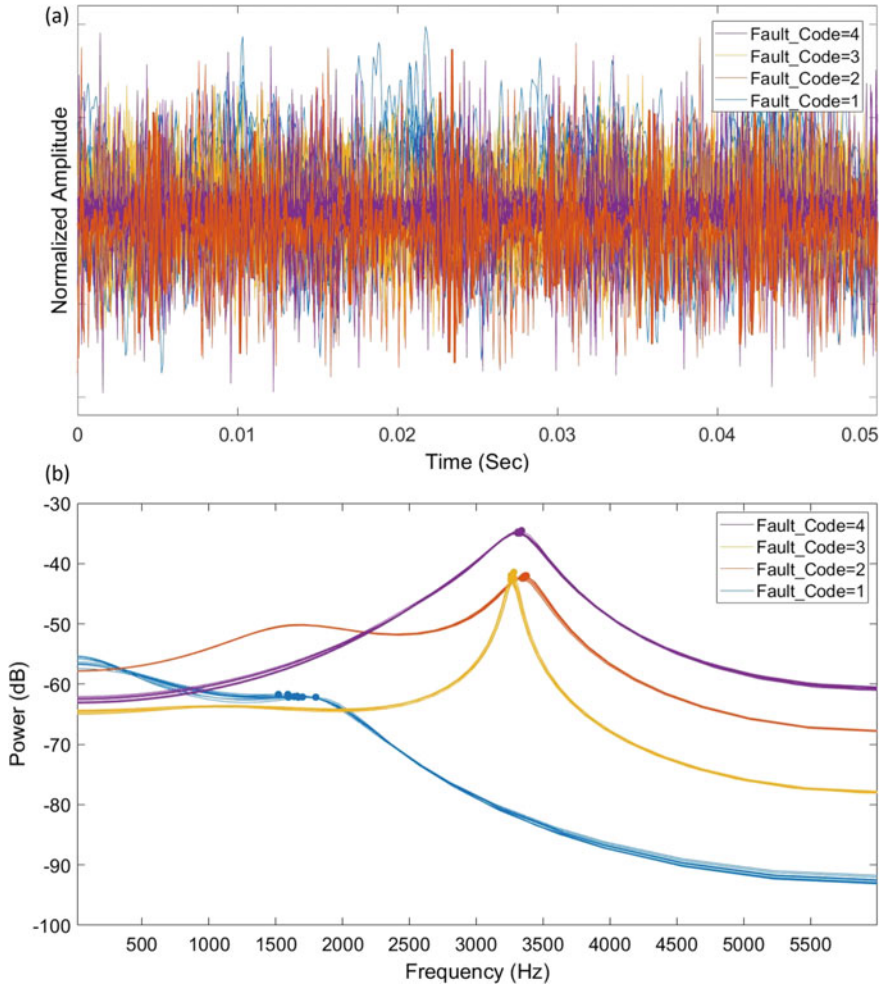 (a)
Fault_Code=4
Fault_Code=3
Fault_Code=2
Fault_Code=1
Normalized Amplitude
0 0.01 0.02 0.03 0.04 0.05
Time (Sec)
(b)
-30
-40
-50
-60
-70
-80
-90
-100
Fault_Code=4
Fault_Code=3
Fault_Code=2
Fault_Code=1
Power (dB)
500 1000 1500 2000 2500 3000 3500 4000 4500 5000 5500
Frequency (Hz)